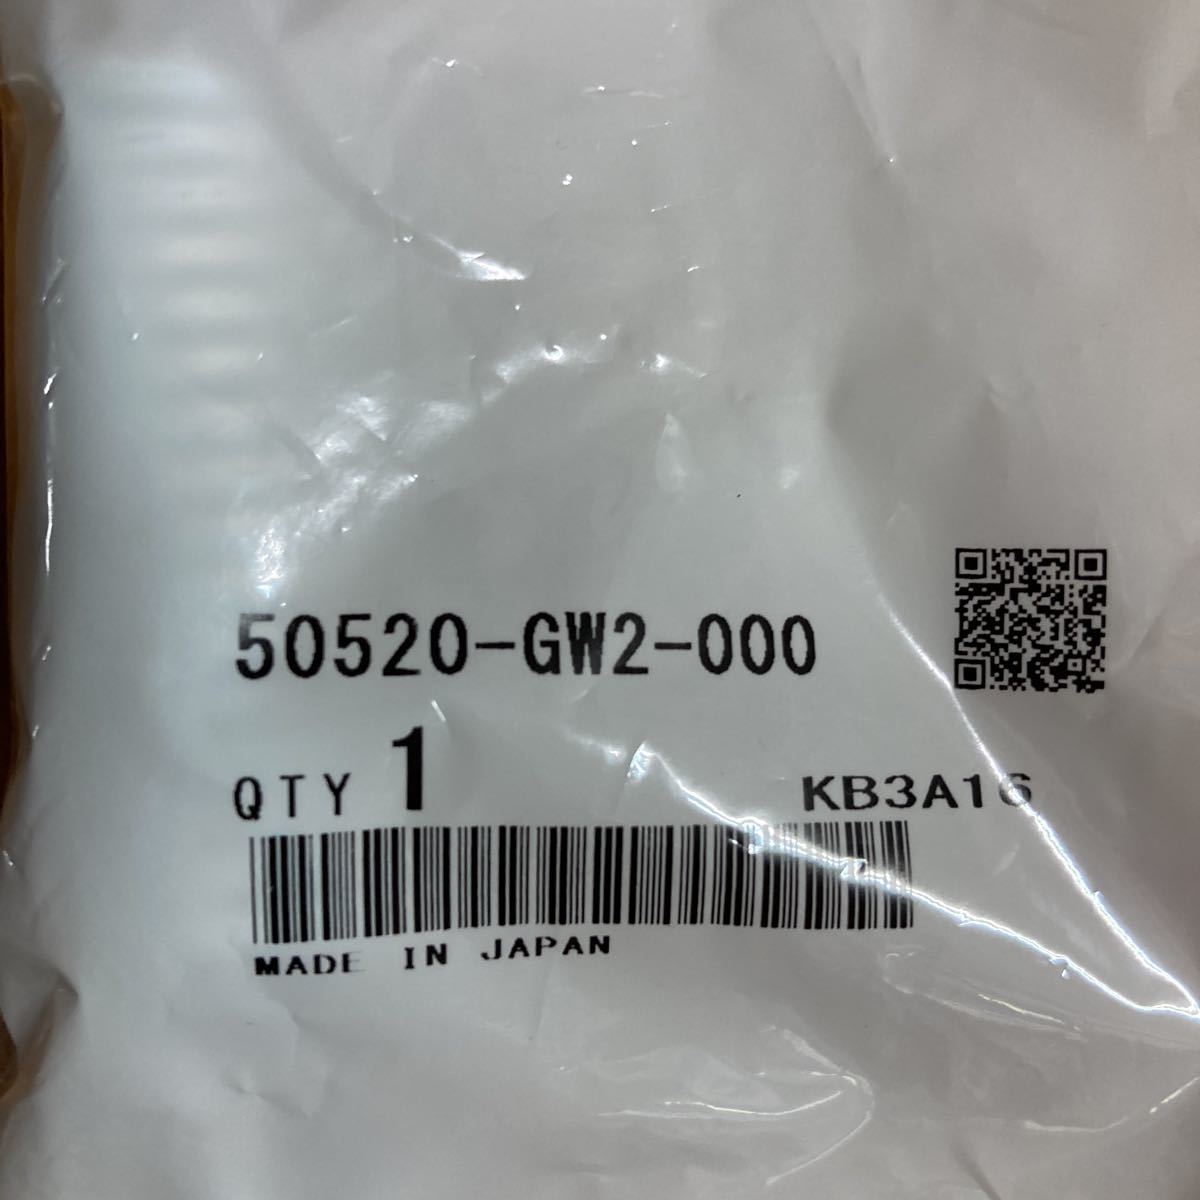 50520-GW2-000
QTY 1
KB3A16
MADE IN JAPAN